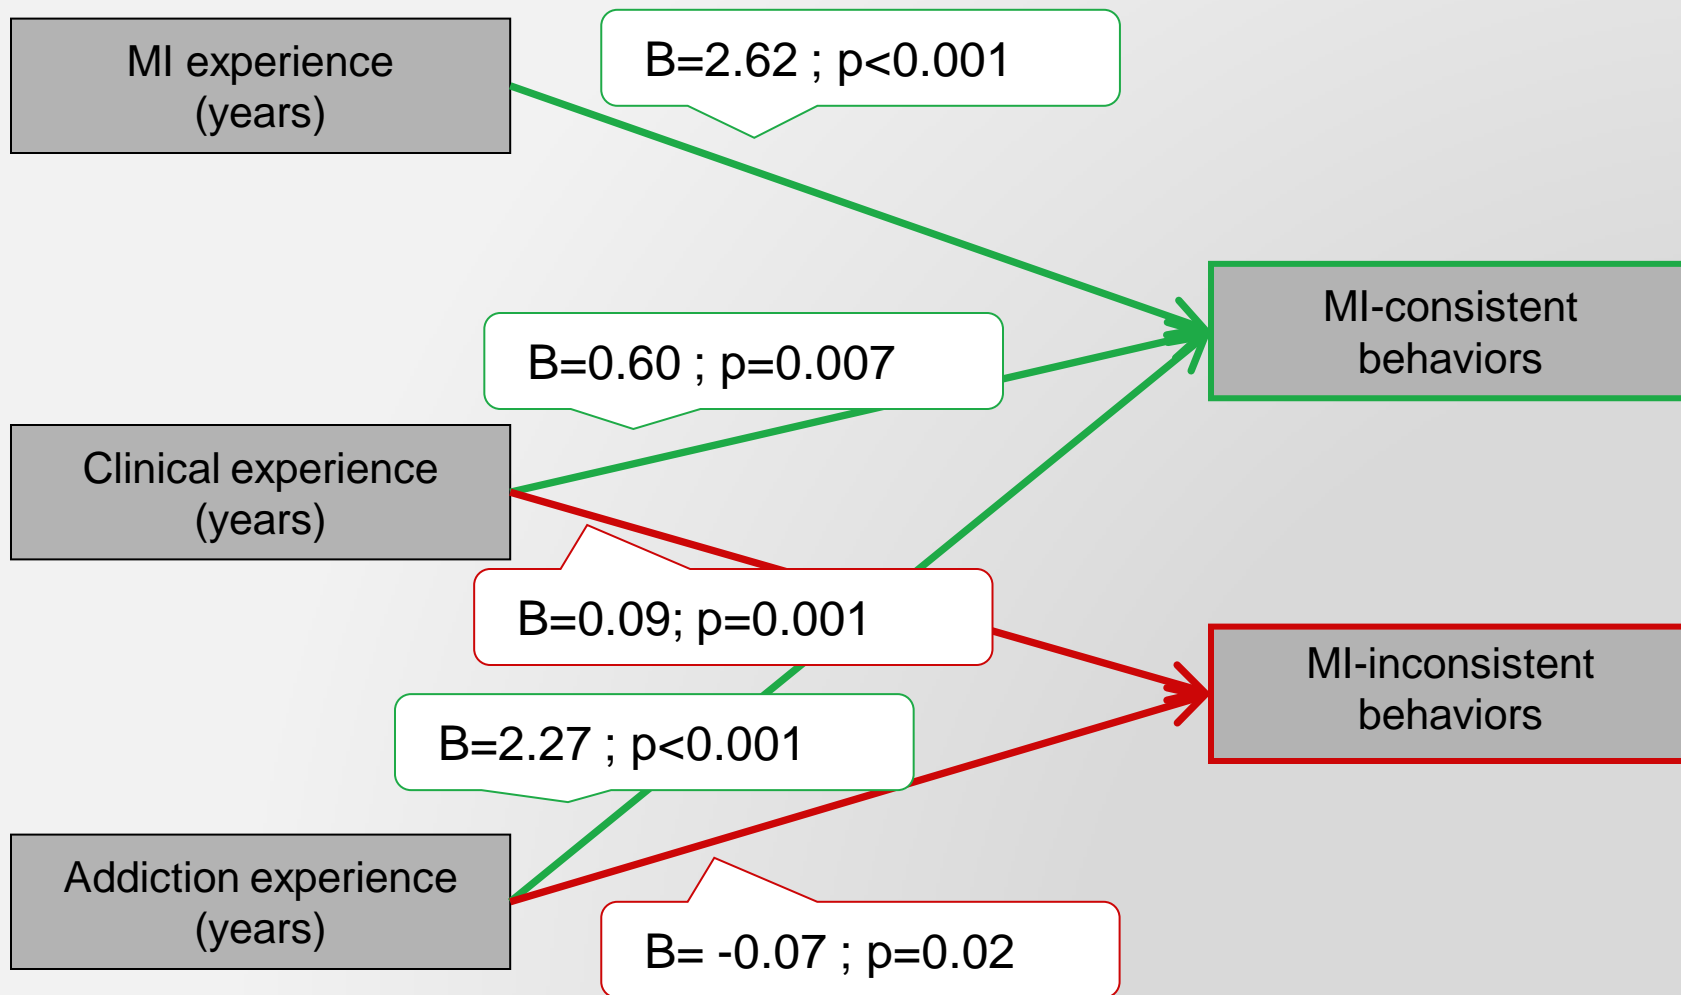 MI experience
(years)
B=2.62 ; p<0.001
MI-consistent
behaviors
B=0.60 ; p=0.007
Clinical experience
(years)
B=0.09; p=0.001
MI-inconsistent
behaviors
B=2.27 ; p<0.001
Addiction experience
(years)
B= -0.07 ; p=0.02